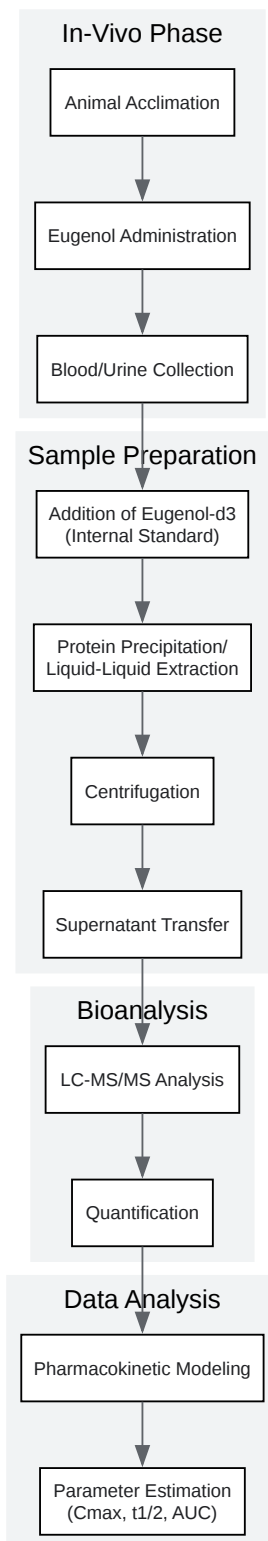 In-Vivo Phase
Animal Acclimation
Eugenol Administration
Blood/Urine Collection
Sample Preparation
Addition of Eugenol-d3
(Internal Standard)
Protein Precipitation/
Liquid-Liquid Extraction
Centrifugation
Supernatant Transfer
Bioanalysis
LC-MS/MS Analysis
Quantification
Data Analysis
Pharmacokinetic Modeling
Parameter Estimation
(Cmax, t1/2, AUC)